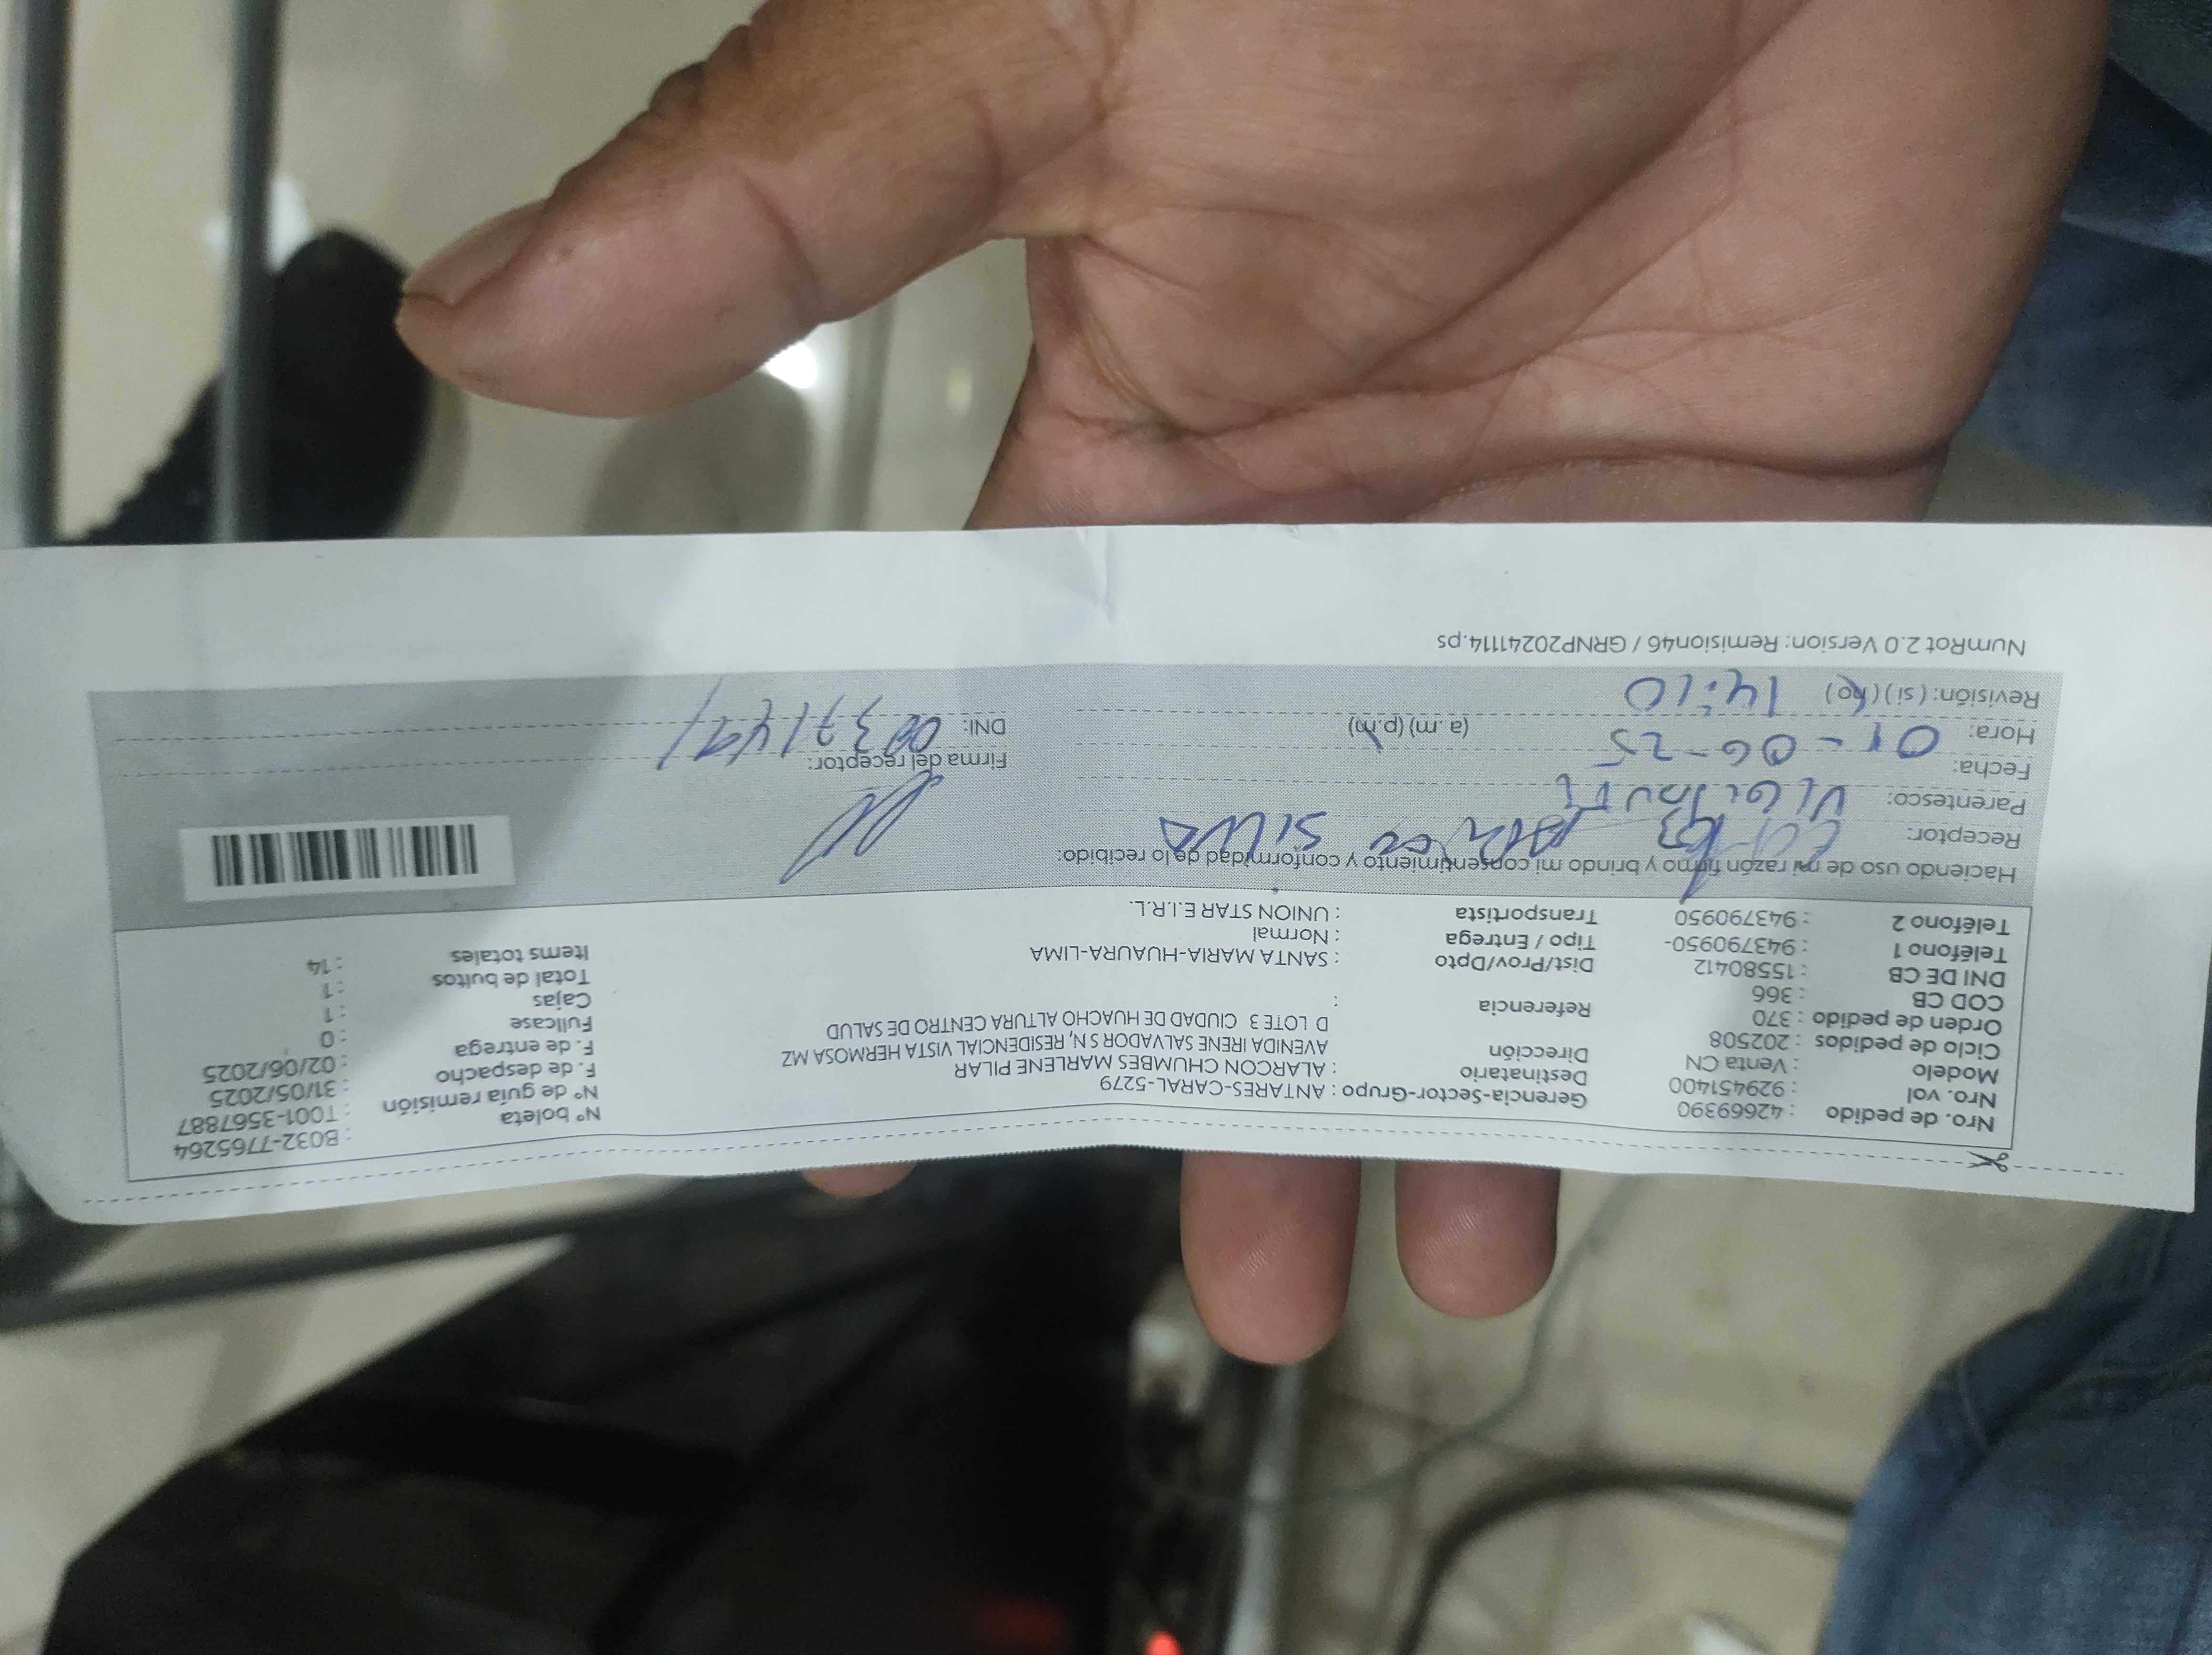 Nro. de pedido : 42669390 Gerencia-Sector-Grupo : ANTARES-CARAL-5279 N° boleta : B032-7765264
Nro. vol : 929451400 Destinatario : ALARCON CHUMBES MARLENE PILAR N° de guía remisión : T001-3567887
Modelo : Venta CN Dirección AVENIDA IRENE SALVADOR S N, RESIDENCIAL VISTA HERMOSA MZ F. de despacho : 31/05/2025
Ciclo de pedidos : 202508 D LOTE 3 CIUDAD DE HUACHO ALTURA CENTRO DE SALUD F. de entrega : 02/06/2025
Orden de pedido : 370 Referencia : Fullcase : 0
COD CB : 366 Cajas : 1
DNI DE CB : 15580412 Dist/Prov/Dpto : SANTA MARIA-HUAURA-LIMA Total de bultos : 1
Teléfono 1 : 943790950- Tipo / Entrega : Normal Items totales : 14
Teléfono 2 : 943790950 Transportista : UNION STAR E.I.R.L.
Haciendo uso de mi razón firmo y brindo mi consentimiento y conformidad de lo recibido:
Receptor: SILVA
Parentesco:
Fecha: 01-06-25 Firma del receptor:
Hora: 14:10 (a.m) (p.m) DNI:
Revisión: (si) (no)
NumRot 2.0 Version: Remision46 / GRNP20241114.ps